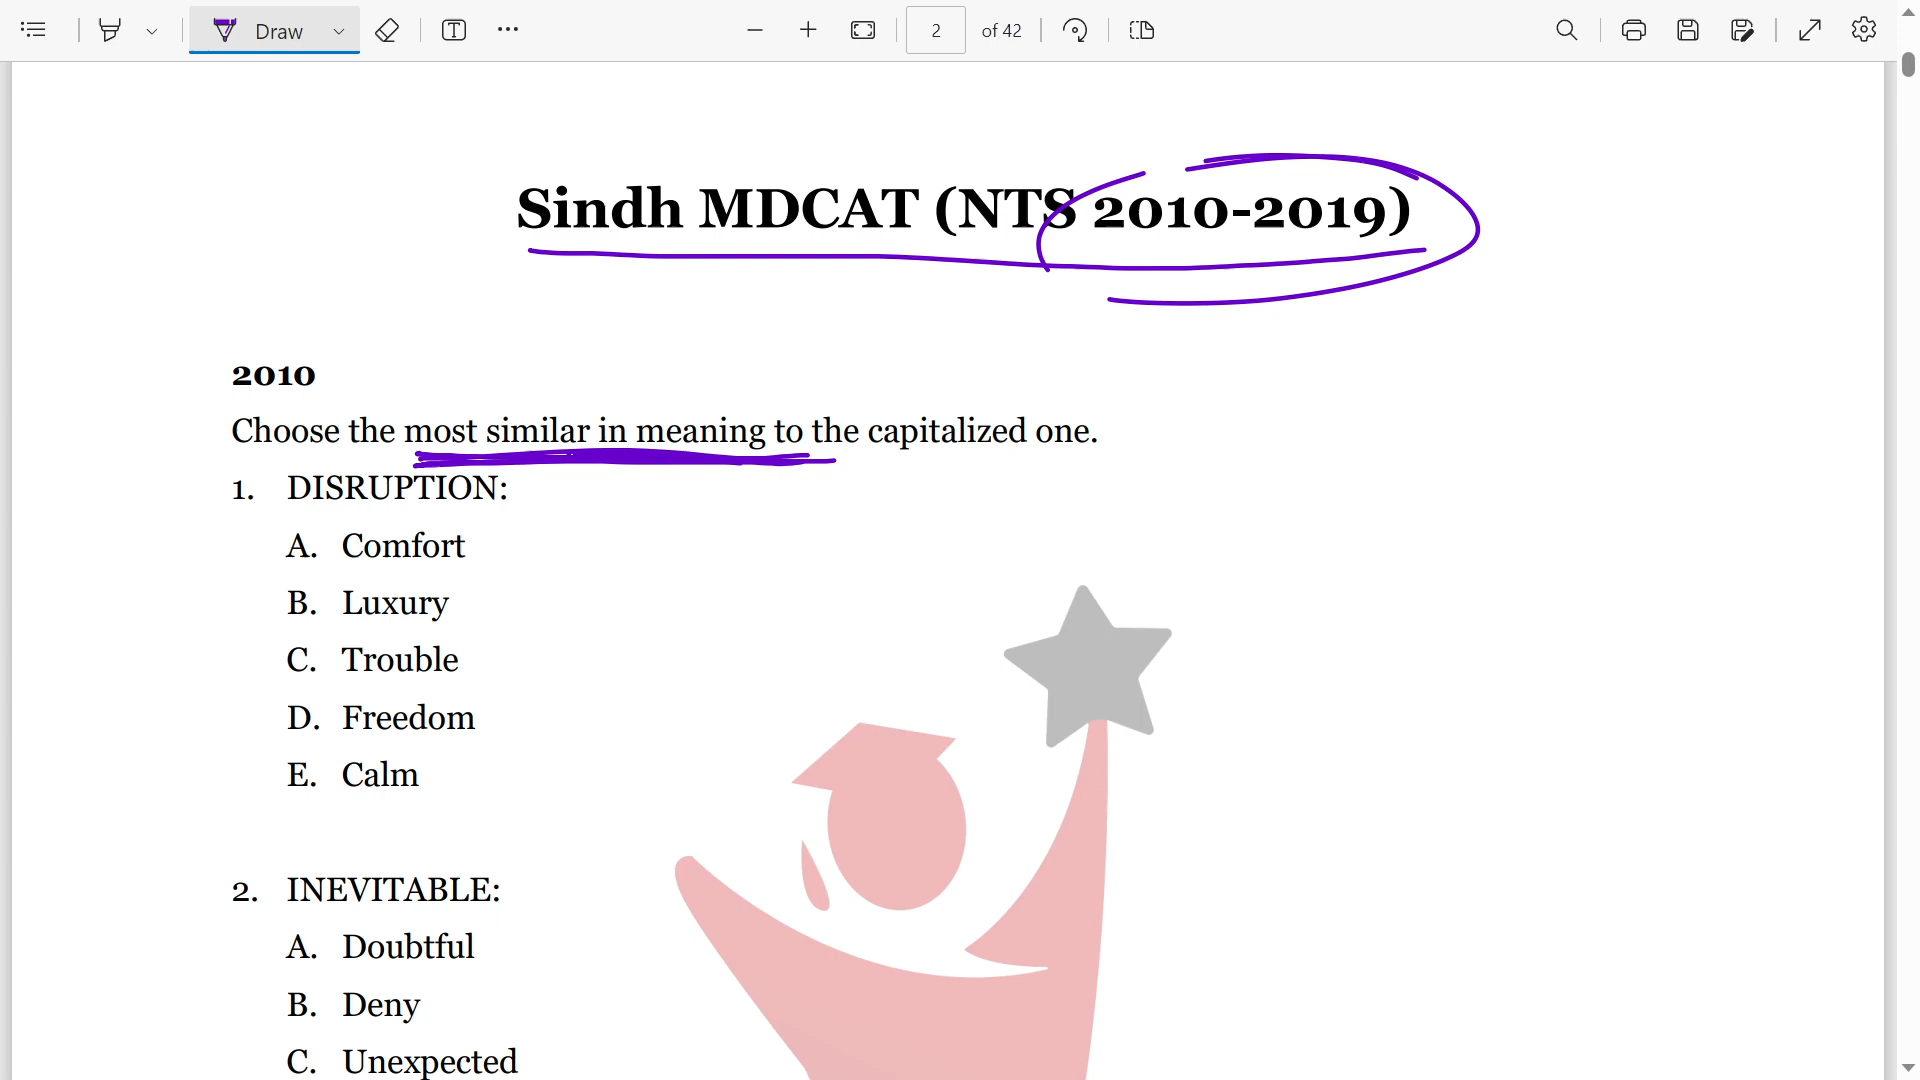 Draw
2 of 42
Sindh MDCAT (NTS 2010-2019)
2010
Choose the most similar in meaning to the capitalized one.
1. DISRUPTION:
A. Comfort
B. Luxury
C. Trouble
D. Freedom
E. Calm
2. INEVITABLE:
A. Doubtful
B. Deny
C. Unexpected